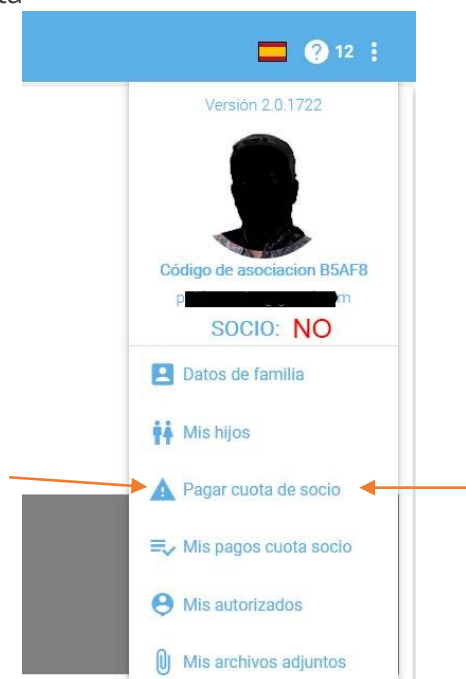 12
Versión 2.0.1722
Código de asociacion B5AF8
SOCIO: NO
Datos de familia
Mis hijos
Pagar cuota de socio
Mis pagos cuota socio
Mis autorizados
Mis archivos adjuntos